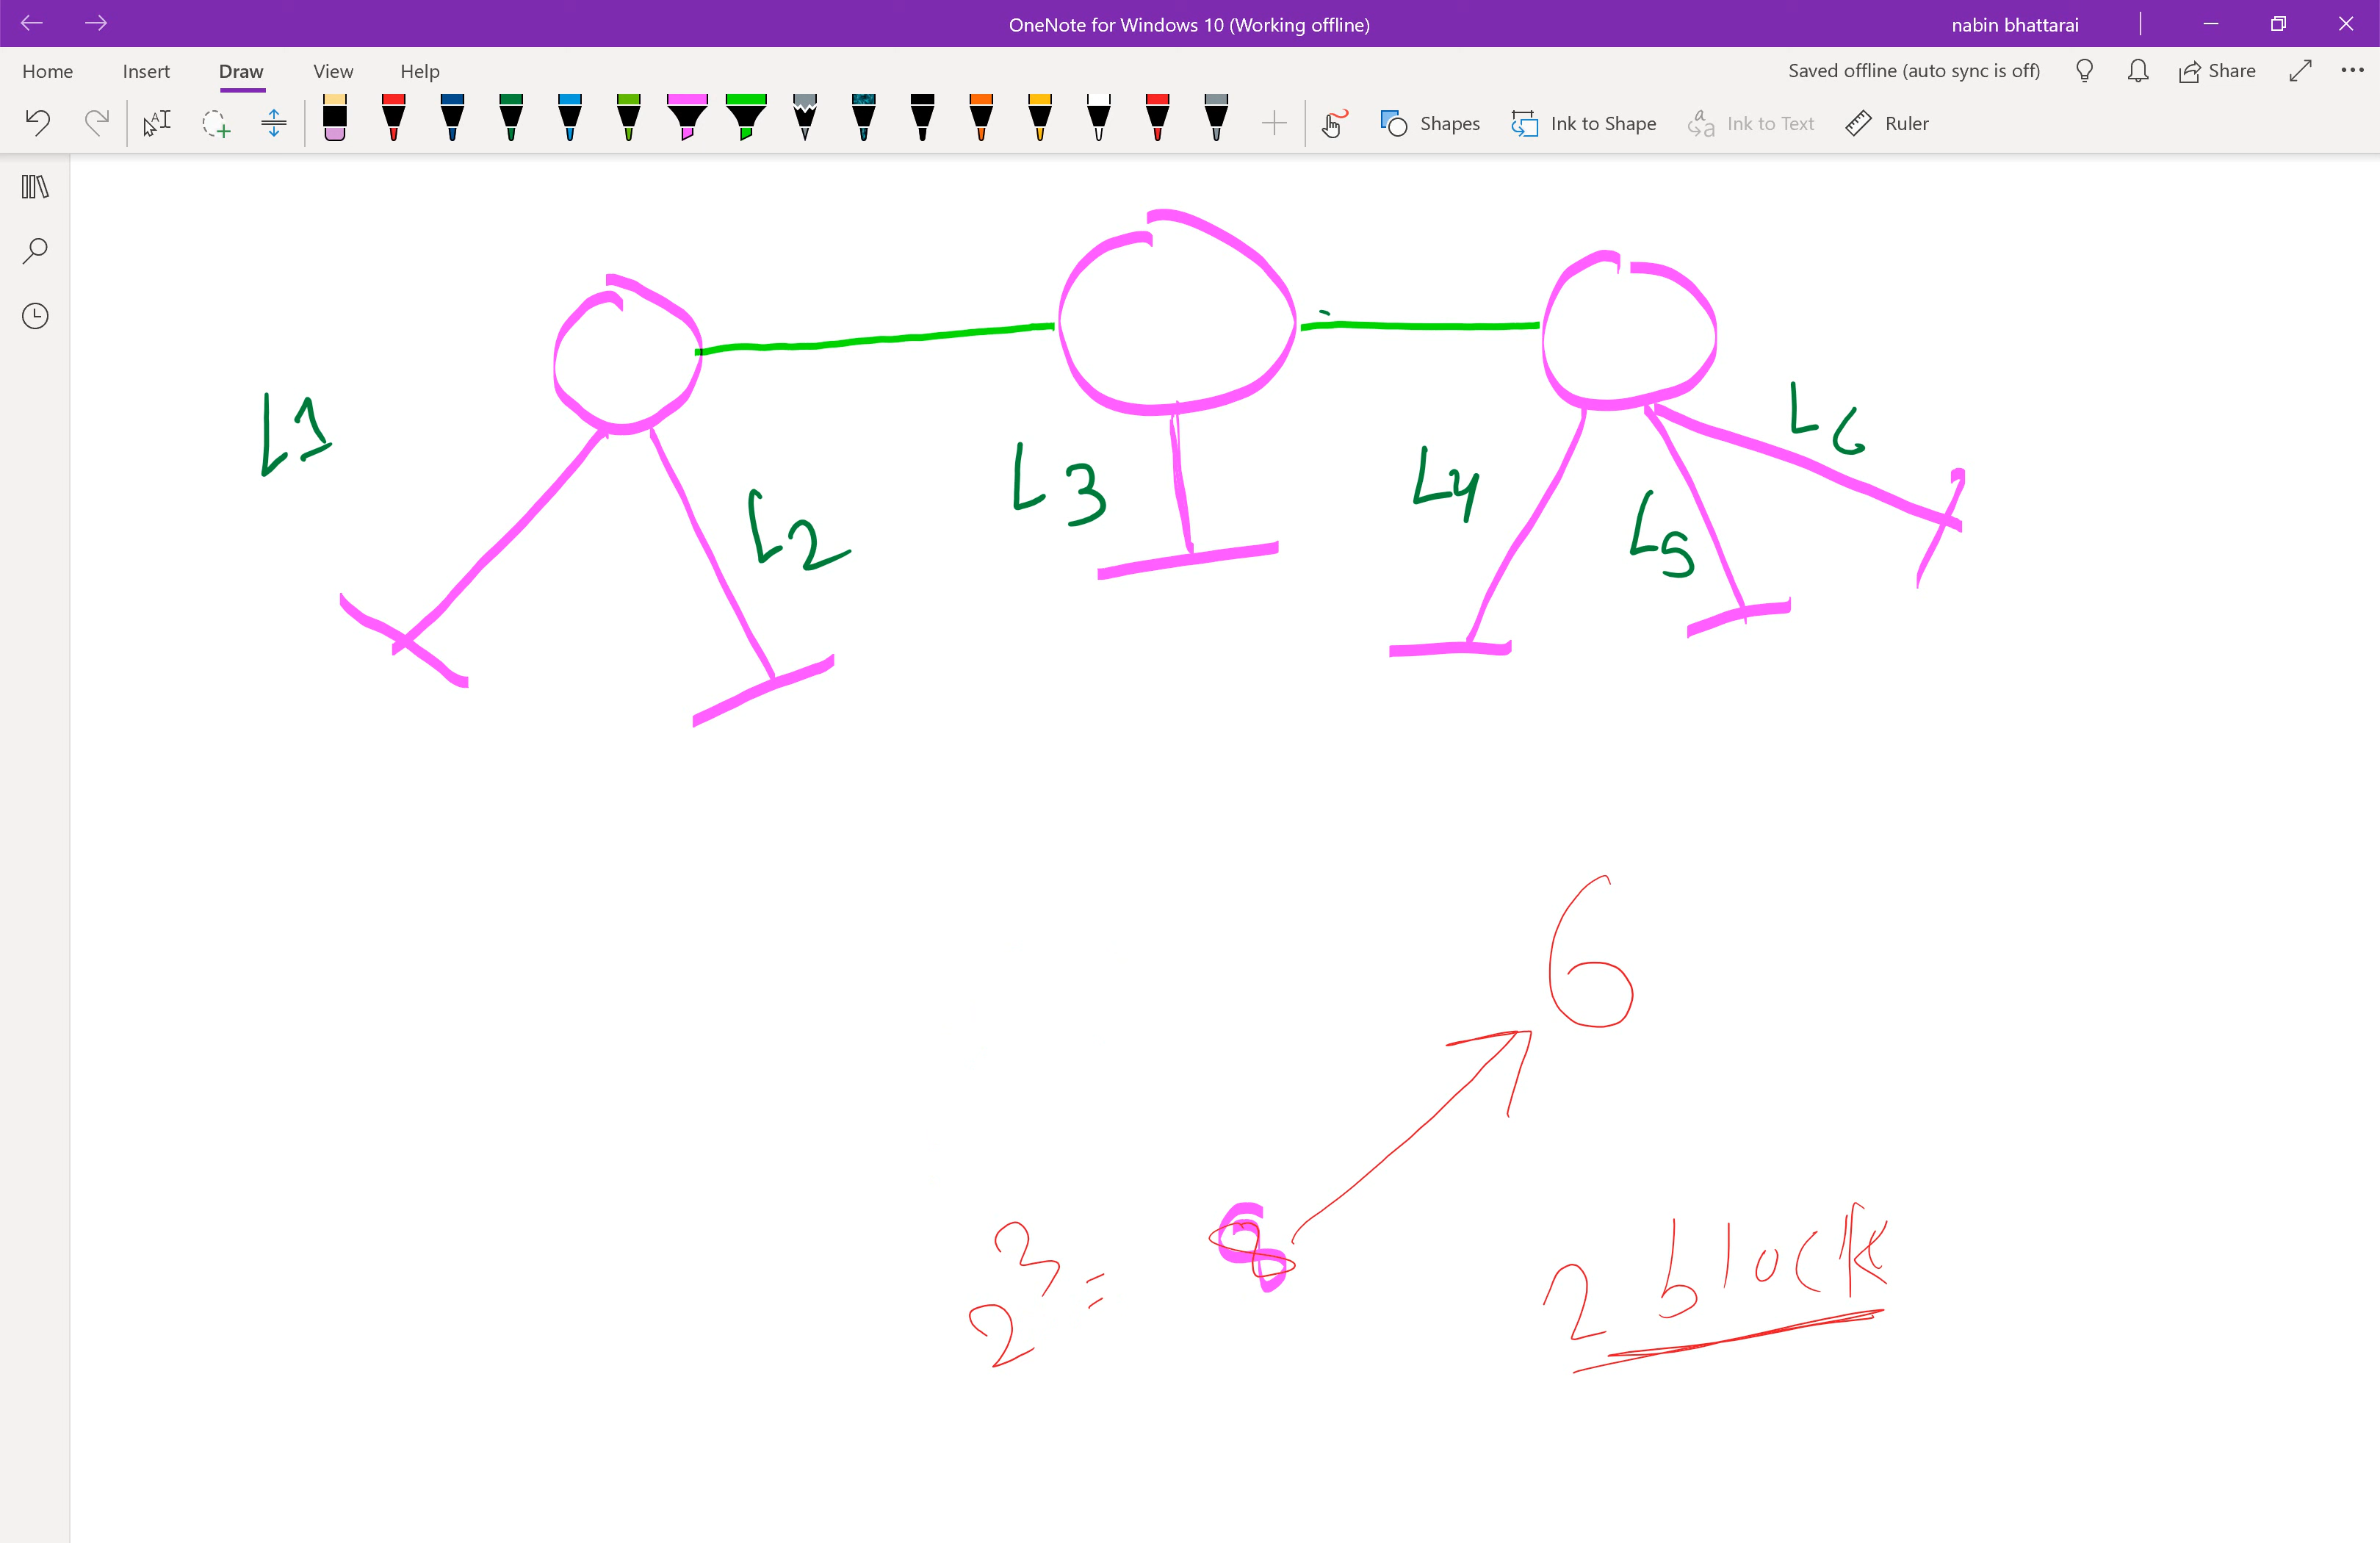 OneNote for Windows 10 (Working offline)
nabin bhattarai
Home Insert Draw View Help
Saved offline (auto sync is off)
Share
Shapes
Ink to Shape
Ink to Text
Ruler
L1
L2
L3
L4
L5
L6
6
2³ = 8
2 block